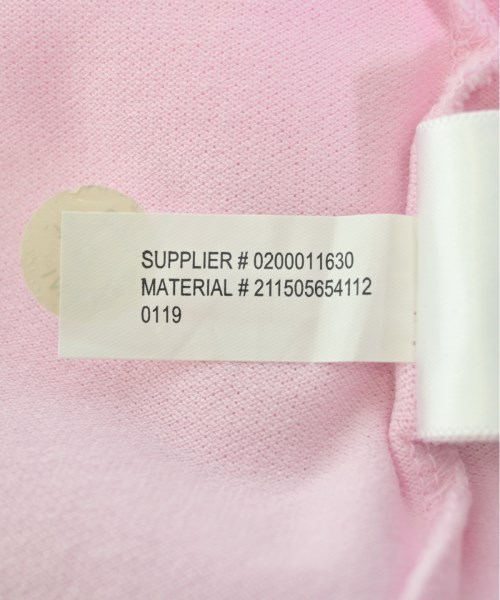 SUPPLIER # 0200011630
MATERIAL # 211505654112
0119